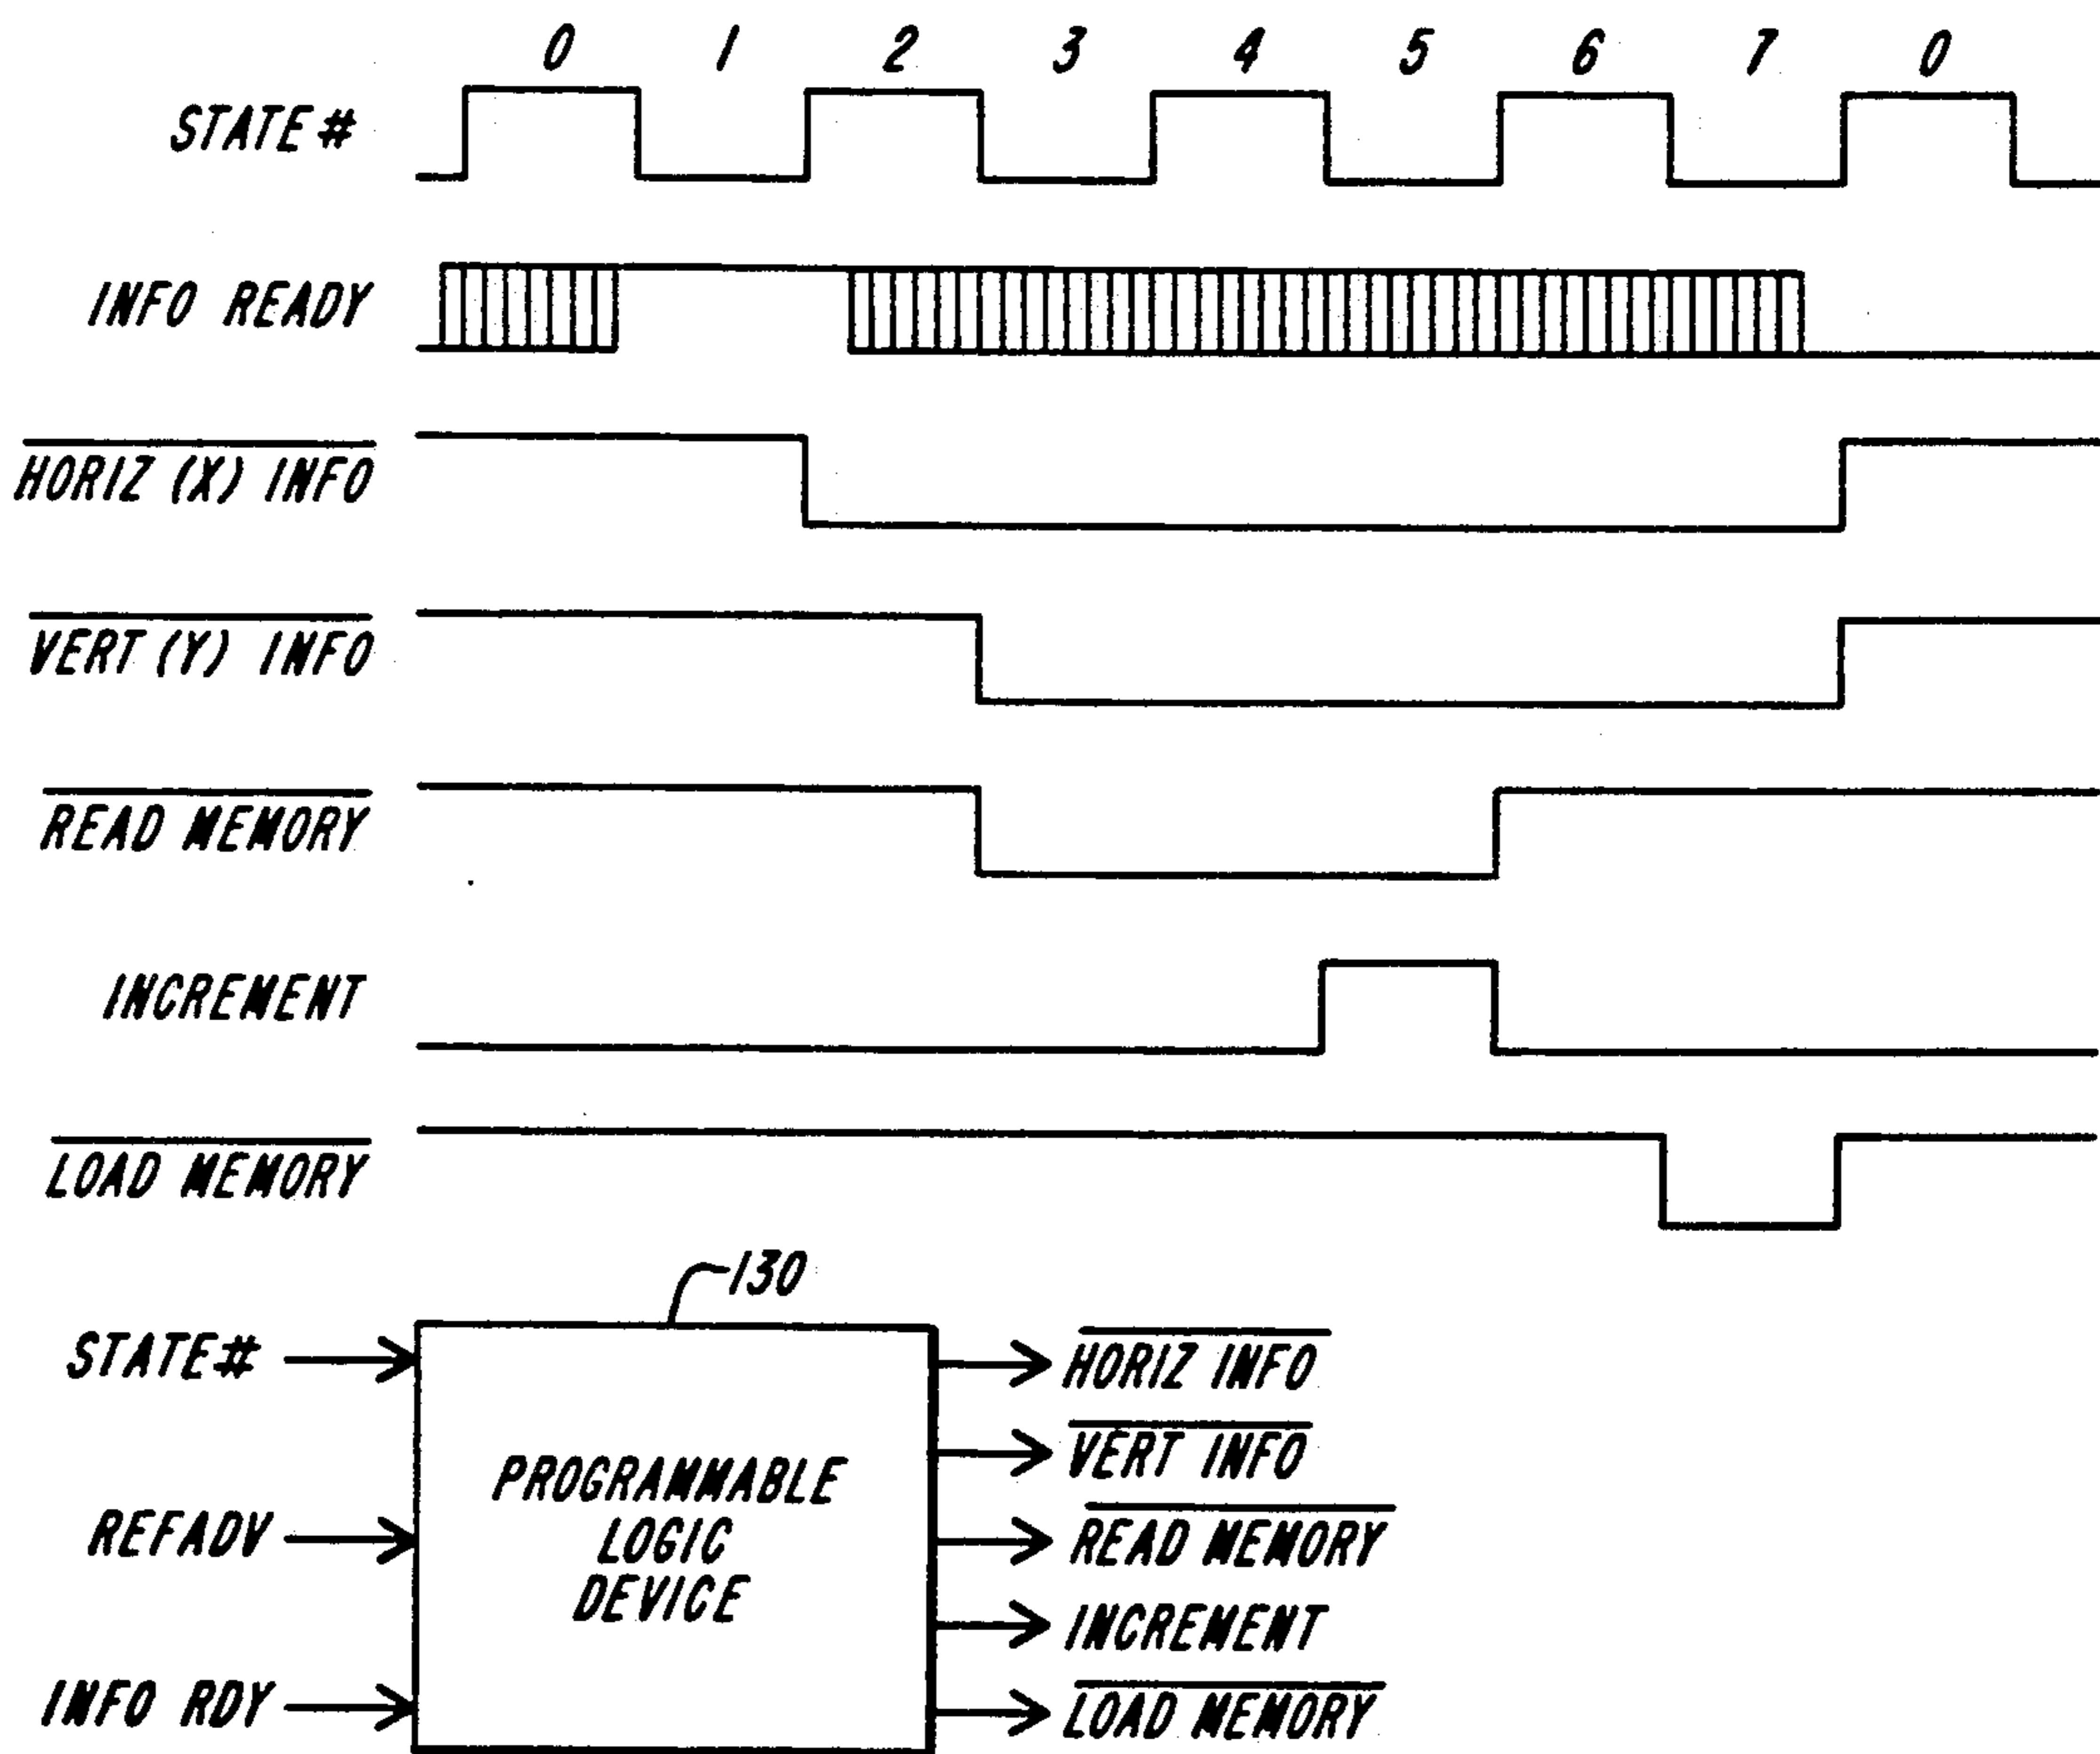 0 1 2 3 4 5 6 7 0
STATE#
INFO READY
HORIZ (X) INFO
VERT (Y) INFO
READ MEMORY
INCREMENT
LOAD MEMORY
130
STATE#
REFADV
INFO RDY
PROGRAMMABLE
LOGIC
DEVICE
HORIZ INFO
VERT INFO
READ MEMORY
INCREMENT
LOAD MEMORY